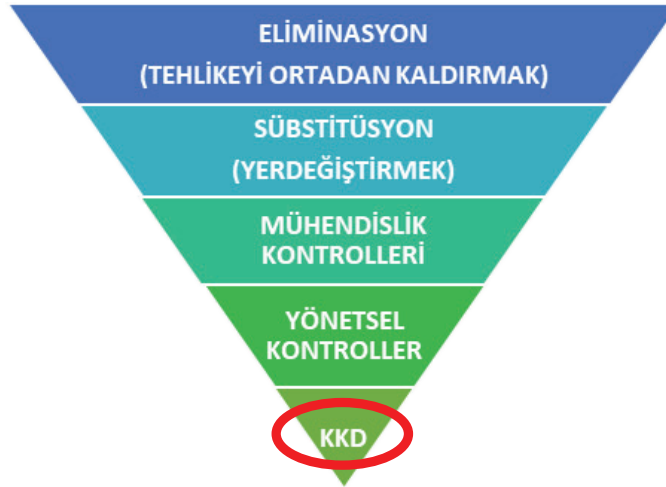 ELİMİNASYON
(TEHLİKEYİ ORTADAN KALDIRMAK)
SÜBSTİTÜSYON
(YERDEĞİŞTİRMEK)
MÜHENDİSLİK
KONTROLLERİ
YÖNETSEL
KONTROLLER
KKD